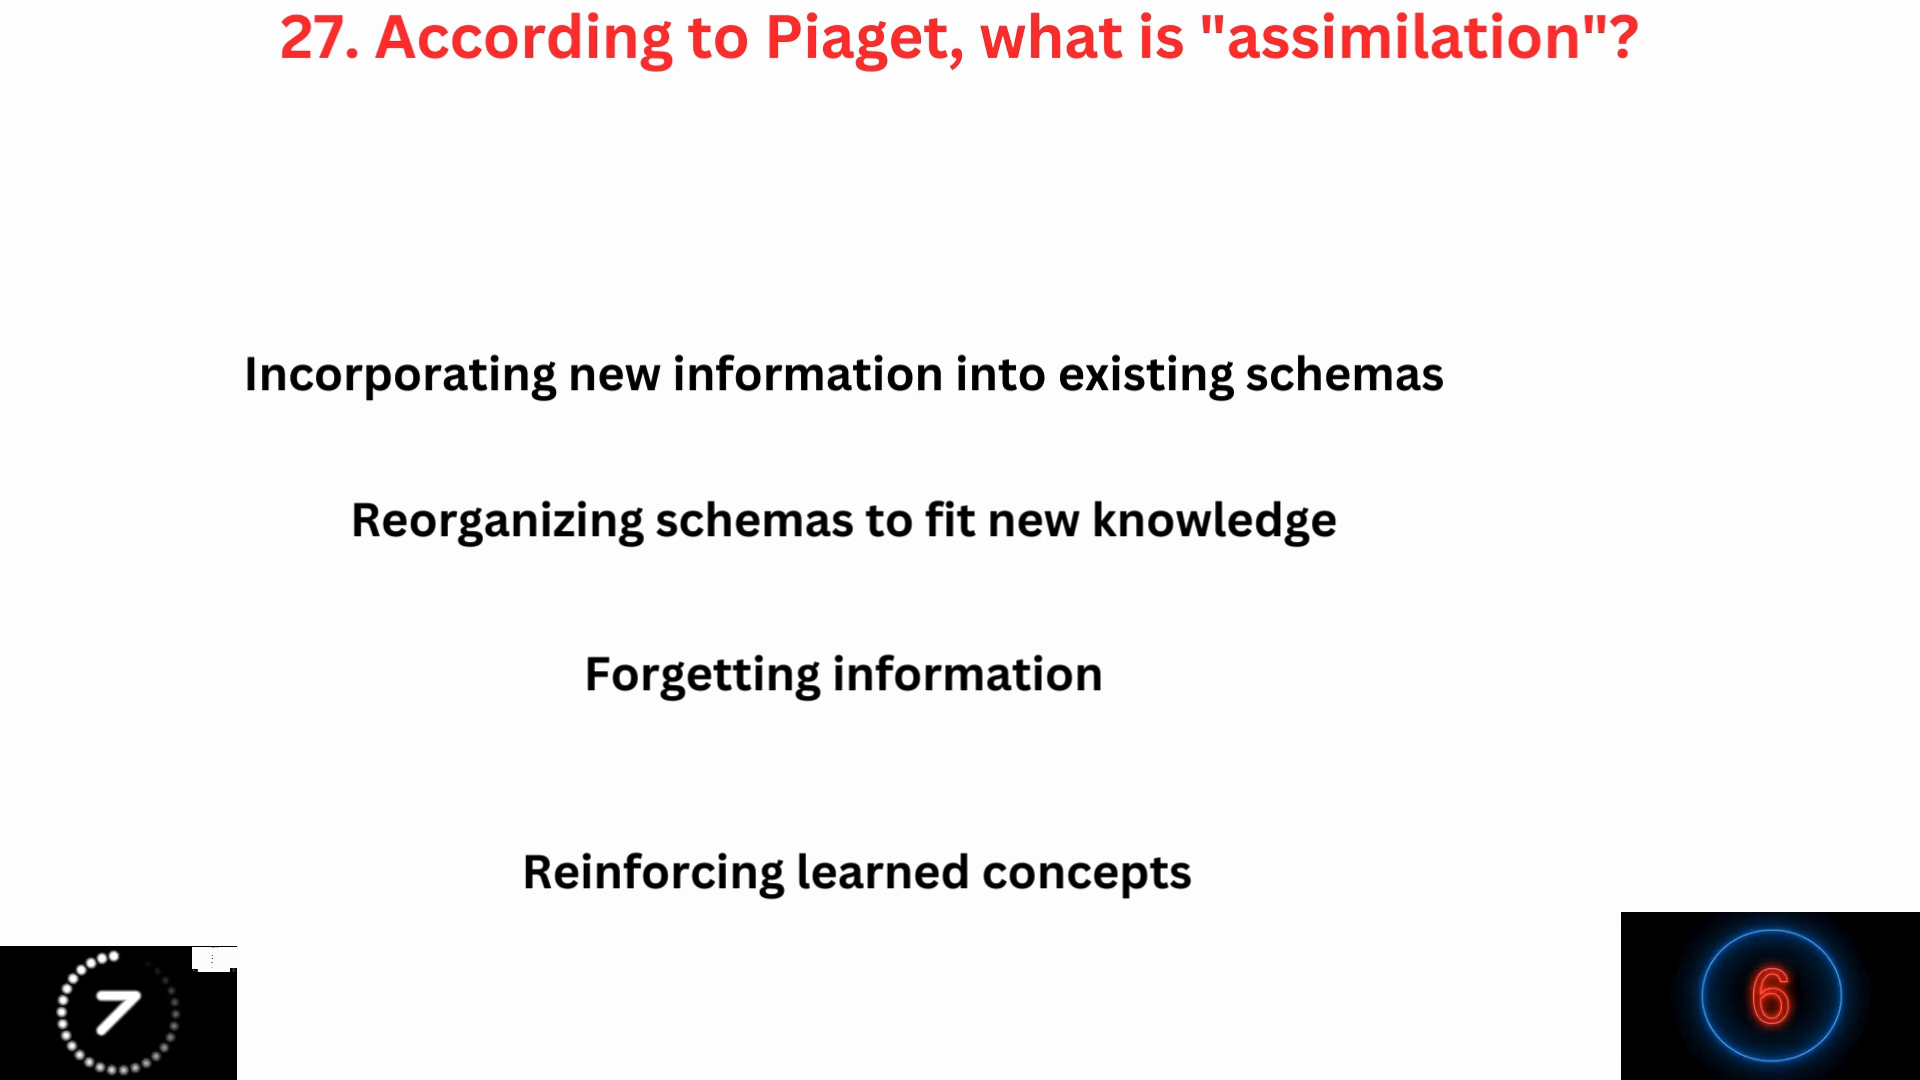 27. According to Piaget, what is "assimilation"?
Incorporating new information into existing schemas
Reorganizing schemas to fit new knowledge
Forgetting information
Reinforcing learned concepts
7
6